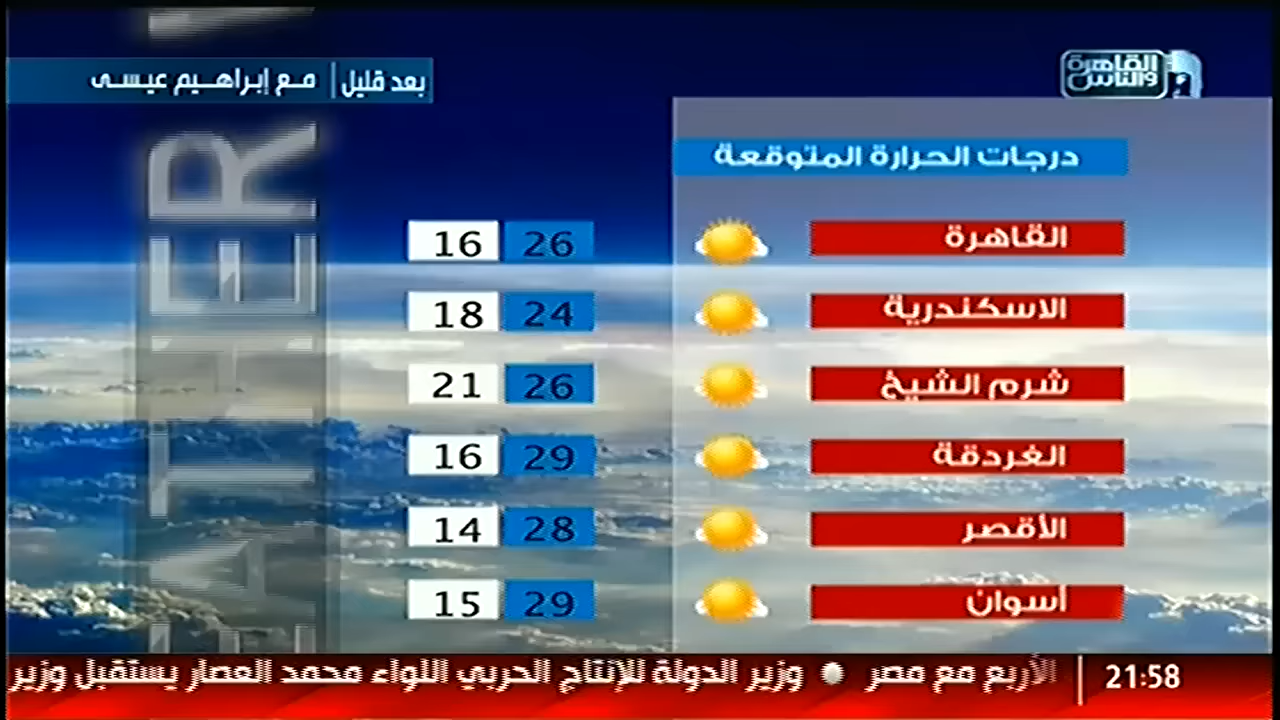 القاهرة
والناس
بعد قليل | مع إبراهيم عيسى
WEATHER
درجات الحرارة المتوقعة
القاهرة 26 16
الاسكندرية 24 18
شرم الشيخ 26 21
الغردقة 29 16
الأقصر 28 14
أسوان 29 15
21:58 | الأربع مع مصر ● وزير الدولة للإنتاج الحربي اللواء محمد العصار يستقبل وزير